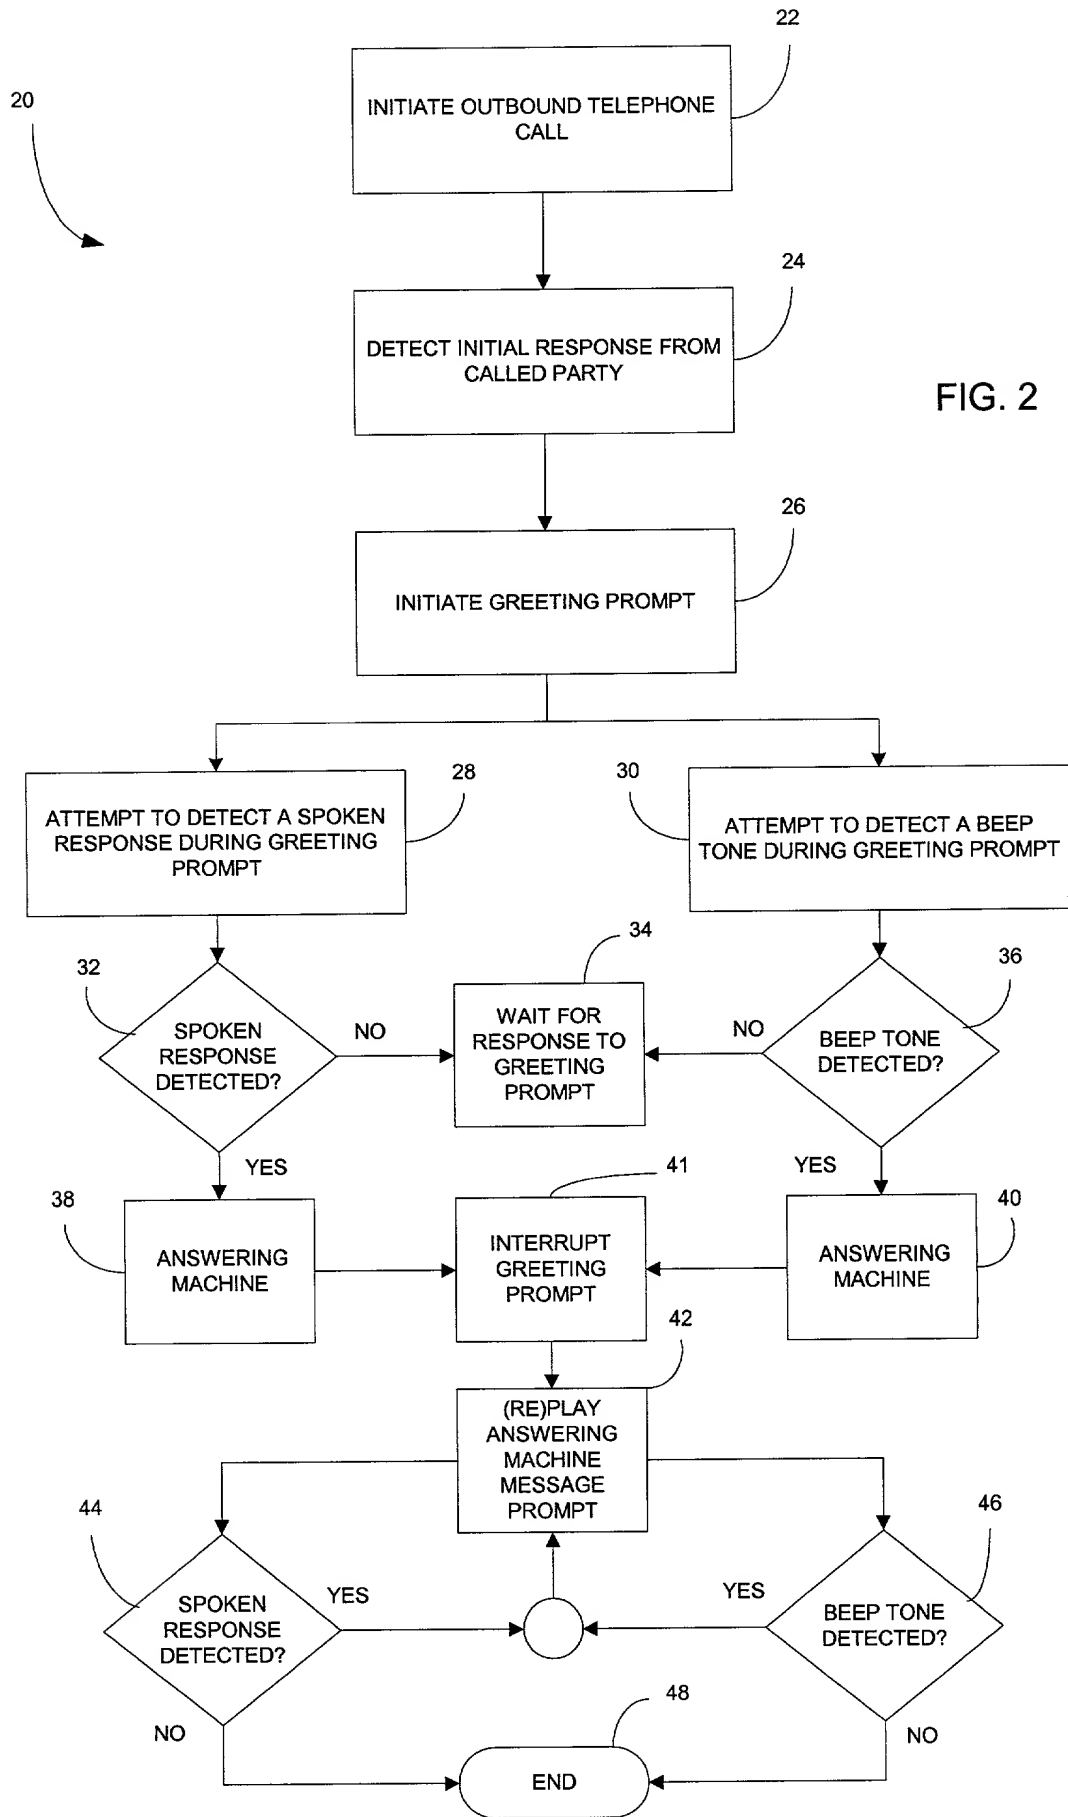 22
20
INITIATE OUTBOUND TELEPHONE
CALL
24
DETECT INITIAL RESPONSE FROM
CALLED PARTY
FIG. 2
26
INITIATE GREETING PROMPT
28
30
ATTEMPT TO DETECT A SPOKEN
RESPONSE DURING GREETING
PROMPT
ATTEMPT TO DETECT A BEEP
TONE DURING GREETING PROMPT
32
34
36
SPOKEN
RESPONSE
DETECTED?
NO
WAIT FOR
RESPONSE TO
GREETING
PROMPT
NO
BEEP TONE
DETECTED?
YES
YES
38
41
40
ANSWERING
MACHINE
INTERRUPT
GREETING
PROMPT
ANSWERING
MACHINE
42
(RE)PLAY
ANSWERING
MACHINE
MESSAGE
PROMPT
44
46
SPOKEN
RESPONSE
DETECTED?
YES
YES
BEEP TONE
DETECTED?
NO
48
NO
END